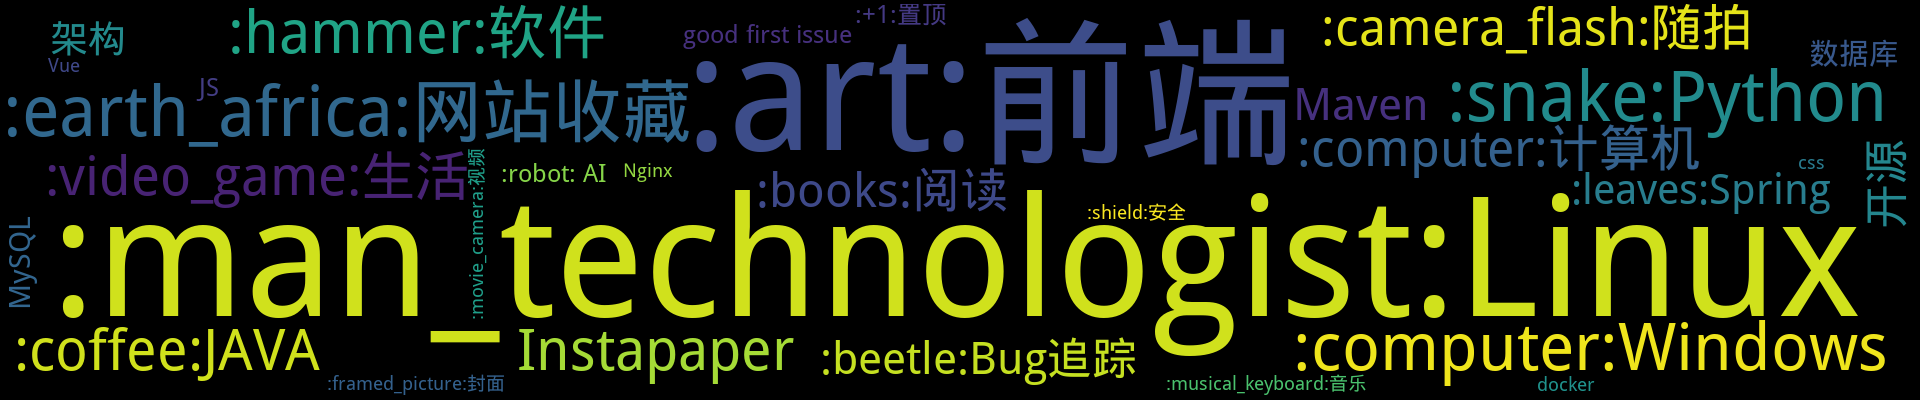 :+1:置顶
:hammer:软件
:camera_flash:随拍
架构
good first issue
:art:前端
数据库
Vue
JS
:earth_africa:网站收藏
Maven
:snake:Python
:computer:计算机
css
:video_game:生活
:movie_camera:视频
:robot: AI
Nginx
:books:阅读
:leaves:Spring
开源
:shield:安全
MySQL
:man_technologist:Linux
:coffee:JAVA
Instapaper
:beetle:Bug追踪
:computer:Windows
:framed_picture:封面
:musical_keyboard:音乐
docker